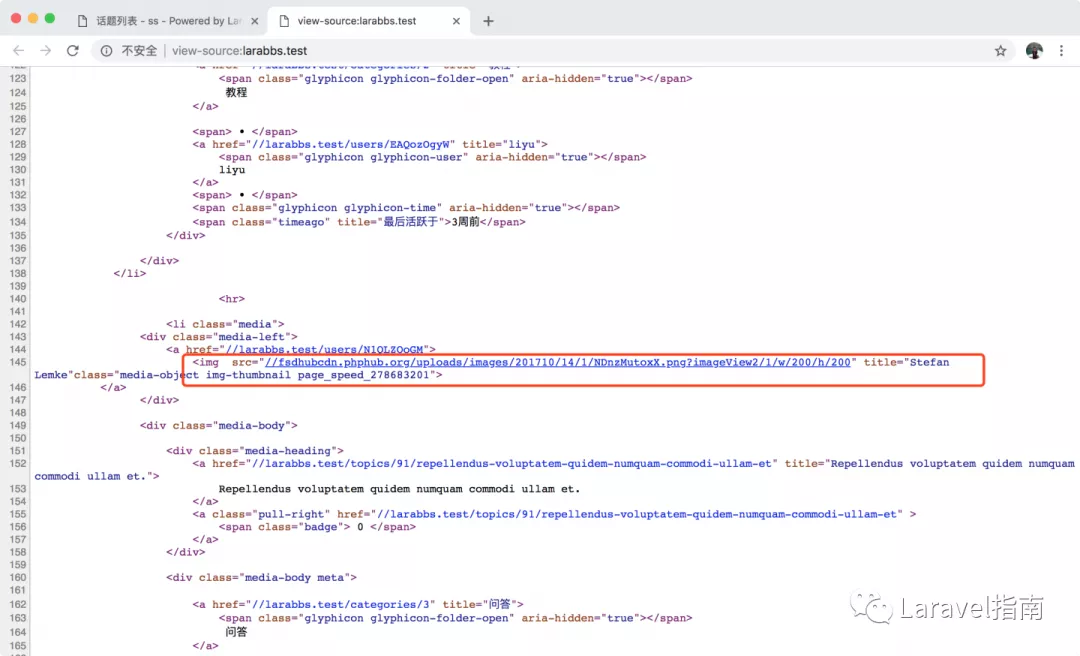 话题列表 - ss - Powered by Lar
view-source:larabbs.test
不安全 view-source:larabbs.test
123 <span class="glyphicon glyphicon-folder-open" aria-hidden="true"></span>
124 教程
125 </a>
126
127 <span> • </span>
128 <a href="//larabbs.test/users/EAQozOgyW" title="liyu">
129 <span class="glyphicon glyphicon-user" aria-hidden="true"></span>
130 liyu
131 </a>
132 <span> • </span>
133 <span class="glyphicon glyphicon-time" aria-hidden="true"></span>
134 <span class="timeago" title="最后活跃于">3周前</span>
135 </div>
136
137 </div>
138 </li>
139
140 <hr>
141
142 <li class="media">
143 <div class="media-left">
144 <a href="//larabbs.test/users/N1QLZOoGM">
145 <img src="//fsdhubcdn.phphub.org/uploads/images/201710/14/1/NDnzMutoxX.png?imageView2/1/w/200/h/200" title="Stefan
Lemke"class="media-object img-thumbnail page_speed_278683201">
146 </a>
147 </div>
148
149 <div class="media-body">
150
151 <div class="media-heading">
152 <a href="//larabbs.test/topics/91/repellendus-voluptatem-quidem-numquam-commodi-ullam-et" title="Repellendus voluptatem quidem numquam
commodi ullam et.">
153 Repellendus voluptatem quidem numquam commodi ullam et.
154 </a>
155 <a class="pull-right" href="//larabbs.test/topics/91/repellendus-voluptatem-quidem-numquam-commodi-ullam-et" >
156 <span class="badge"> 0 </span>
157 </a>
158 </div>
159
160 <div class="media-body meta">
161
162 <a href="//larabbs.test/categories/3" title="问答">
163 <span class="glyphicon glyphicon-folder-open" aria-hidden="true"></span>
164 问答
165 </a>
Laravel指南